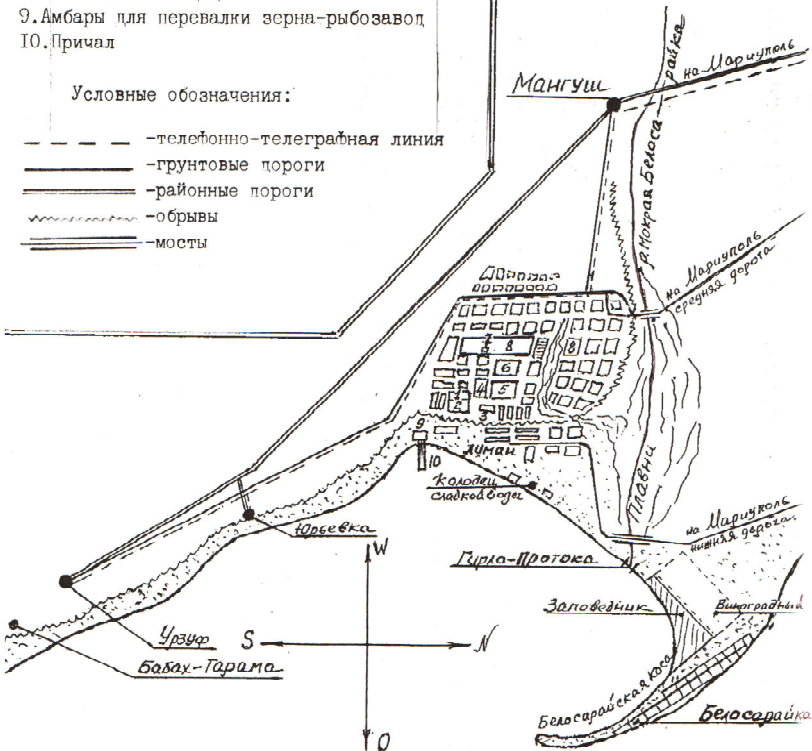 9.Амбары для перевалки зерна-рыбозавод
10.Причал
Условные обозначения:
-телефонно-телеграфная линия
-грунтовые дороги
-районные дороги
-обрывы
-мосты
Мангуш
на Мариуполь
р. Мокрая Белосарайка
на Мариуполь
средняя дорога
7
8
8
6
4
5
2
3
9
10
Лиман
Колодец
сладкой воды
Плавни
на Мариуполь
нижняя дорога
Гирла-Протока
Юрьевка
W
S
N
O
Заповедник
Виноградный
Урзуф
Бабах-Тарама
Белосарайская коса
Белосарайка